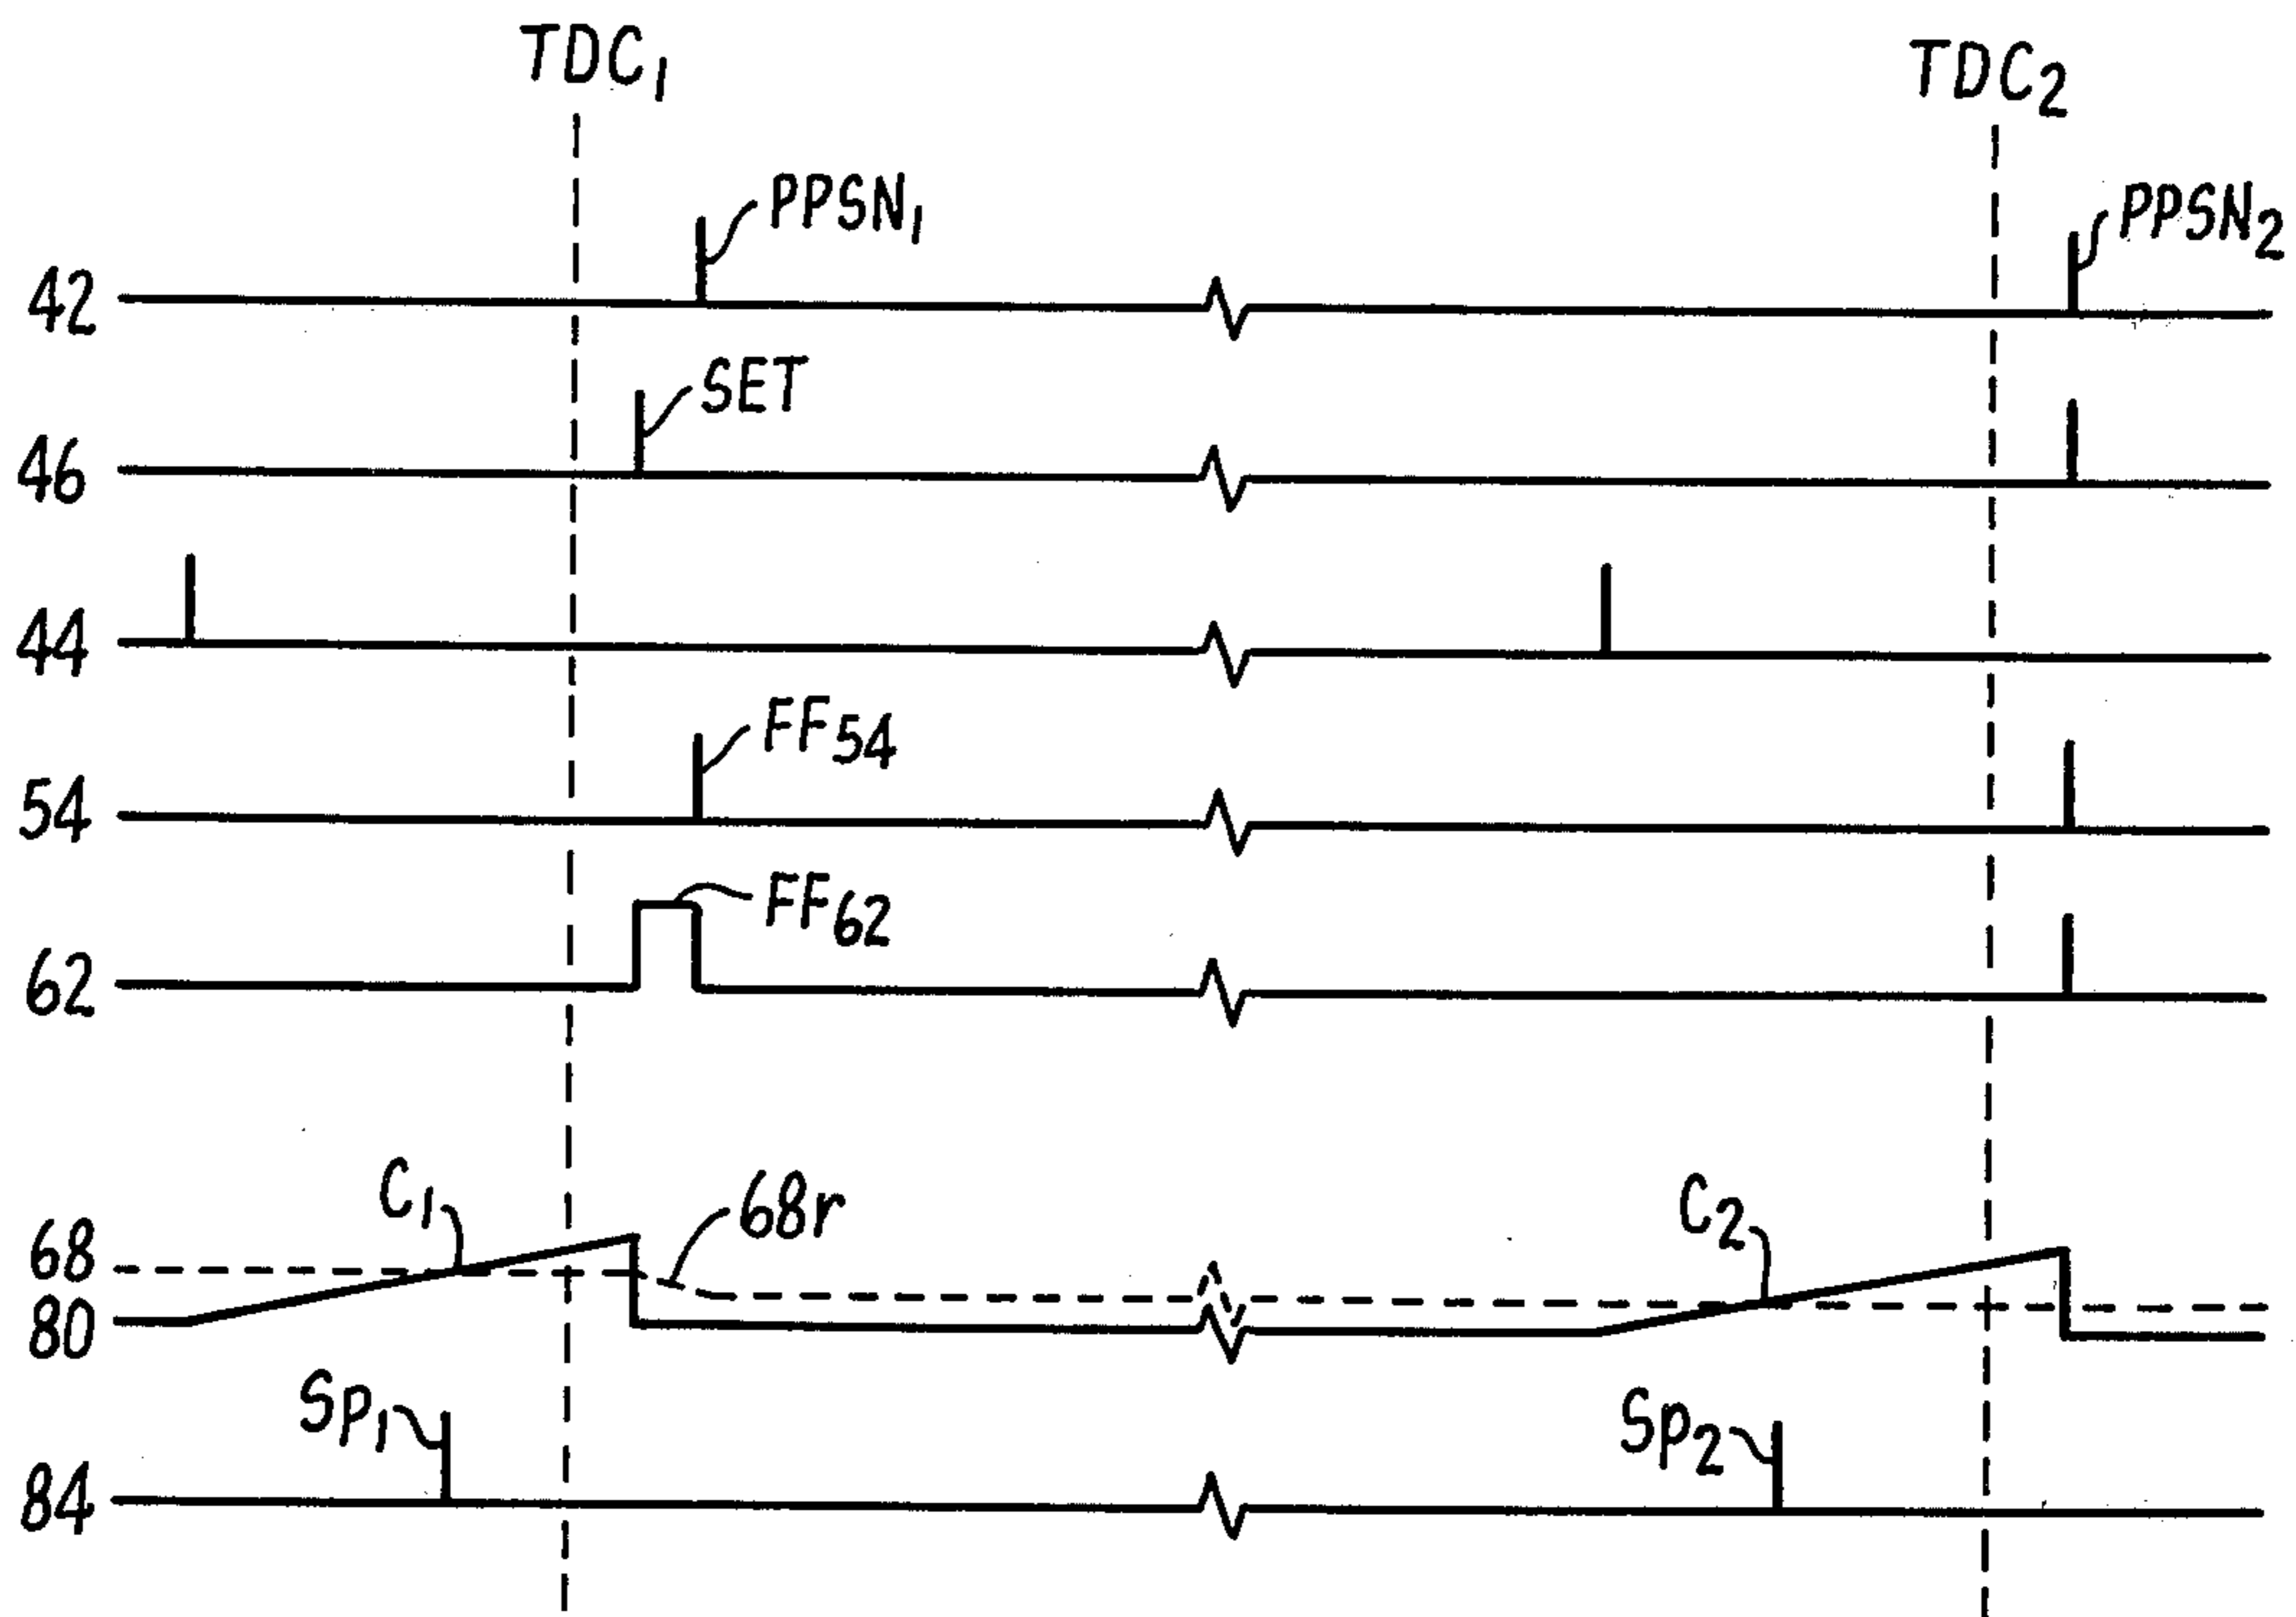 TDC1 TDC2
PPSN1 PPSN2
42
SET
46
44
FF54
54
FF62
62
C1 68r C2
68
80
SP1 SP2
84